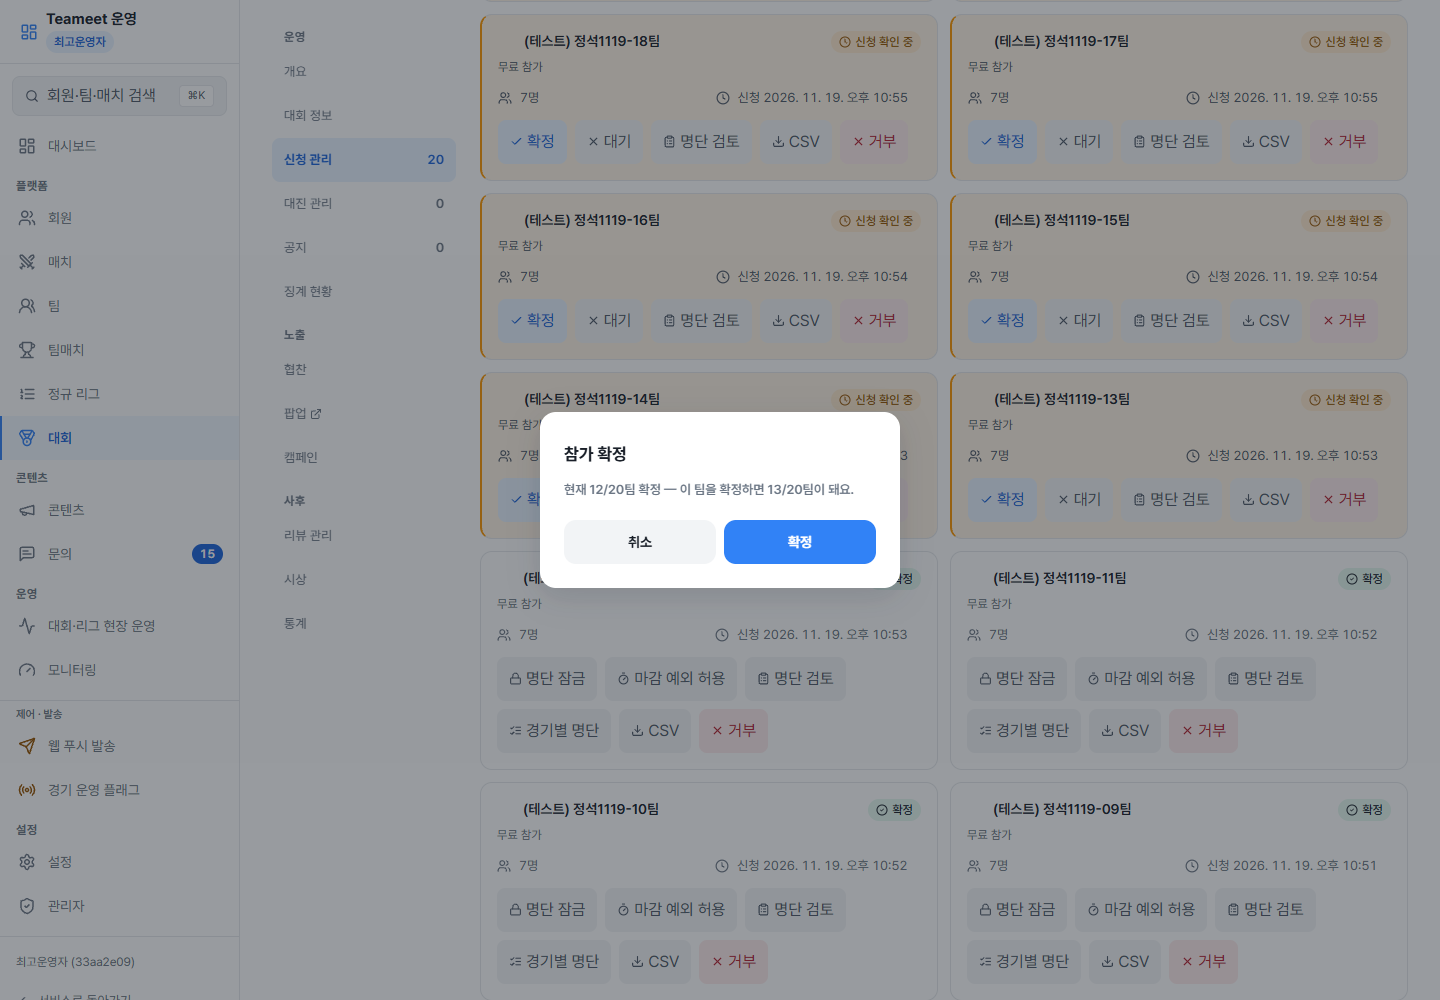 Teameet 운영
최고운영자
회원·팀·매치 검색 ⌘K
대시보드
플랫폼
회원
매치
팀
팀매치
정규 리그
대회
콘텐츠
콘텐츠
문의 15
운영
대회·리그 현장 운영
모니터링
제어 · 발송
웹 푸시 발송
경기 운영 플래그
설정
설정
관리자
최고운영자 (33aa2e09)
서비스로 돌아가기
운영
개요
대회 정보
신청 관리 20
대진 관리 0
공지 0
징계 현황
노출
협찬
팝업
캠페인
사후
리뷰 관리
시상
통계
(테스트) 정석1119-18팀 신청 확인 중
무료 참가
7명 신청 2026. 11. 19. 오후 10:55
확정 대기 명단 검토 CSV 거부
(테스트) 정석1119-17팀 신청 확인 중
무료 참가
7명 신청 2026. 11. 19. 오후 10:55
확정 대기 명단 검토 CSV 거부
(테스트) 정석1119-16팀 신청 확인 중
무료 참가
7명 신청 2026. 11. 19. 오후 10:54
확정 대기 명단 검토 CSV 거부
(테스트) 정석1119-15팀 신청 확인 중
무료 참가
7명 신청 2026. 11. 19. 오후 10:54
확정 대기 명단 검토 CSV 거부
(테스트) 정석1119-14팀 신청 확인 중
무료 참가
7명
(테스트) 정석1119-13팀 신청 확인 중
무료 참가
7명 신청 2026. 11. 19. 오후 10:53
확정 대기 명단 검토 CSV 거부
참가 확정
현재 12/20팀 확정 — 이 팀을 확정하면 13/20팀이 돼요.
취소 확정
무료 참가
7명 신청 2026. 11. 19. 오후 10:53
명단 잠금 마감 예외 허용 명단 검토
경기별 명단 CSV 거부
(테스트) 정석1119-11팀 확정
무료 참가
7명 신청 2026. 11. 19. 오후 10:52
명단 잠금 마감 예외 허용 명단 검토
경기별 명단 CSV 거부
(테스트) 정석1119-10팀 확정
무료 참가
7명 신청 2026. 11. 19. 오후 10:52
명단 잠금 마감 예외 허용 명단 검토
경기별 명단 CSV 거부
(테스트) 정석1119-09팀 확정
무료 참가
7명 신청 2026. 11. 19. 오후 10:51
명단 잠금 마감 예외 허용 명단 검토
경기별 명단 CSV 거부